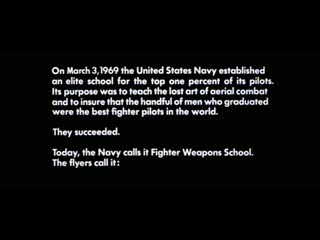 On March 3, 1969 the United States Navy established
an elite school for the top one percent of its pilots.
Its purpose was to teach the lost art of aerial combat
and to insure that the handful of men who graduated
were the best fighter pilots in the world.
They succeeded.
Today, the Navy calls it Fighter Weapons School.
The flyers call it: